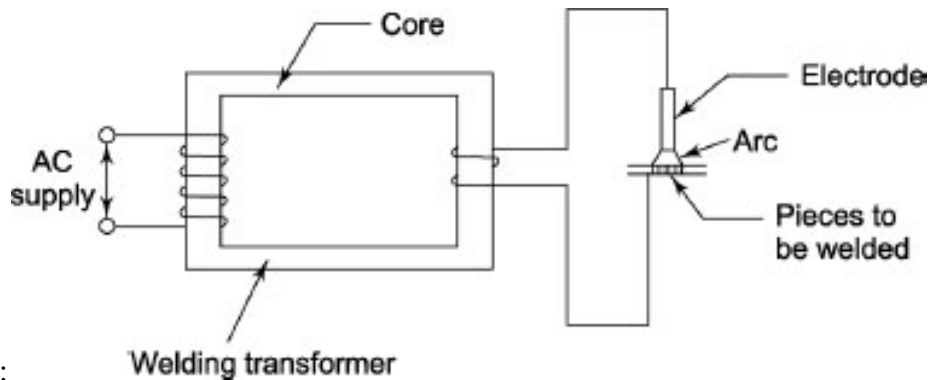 Core
Electrode
Arc
AC
supply
Pieces to
be welded
Welding transformer
: